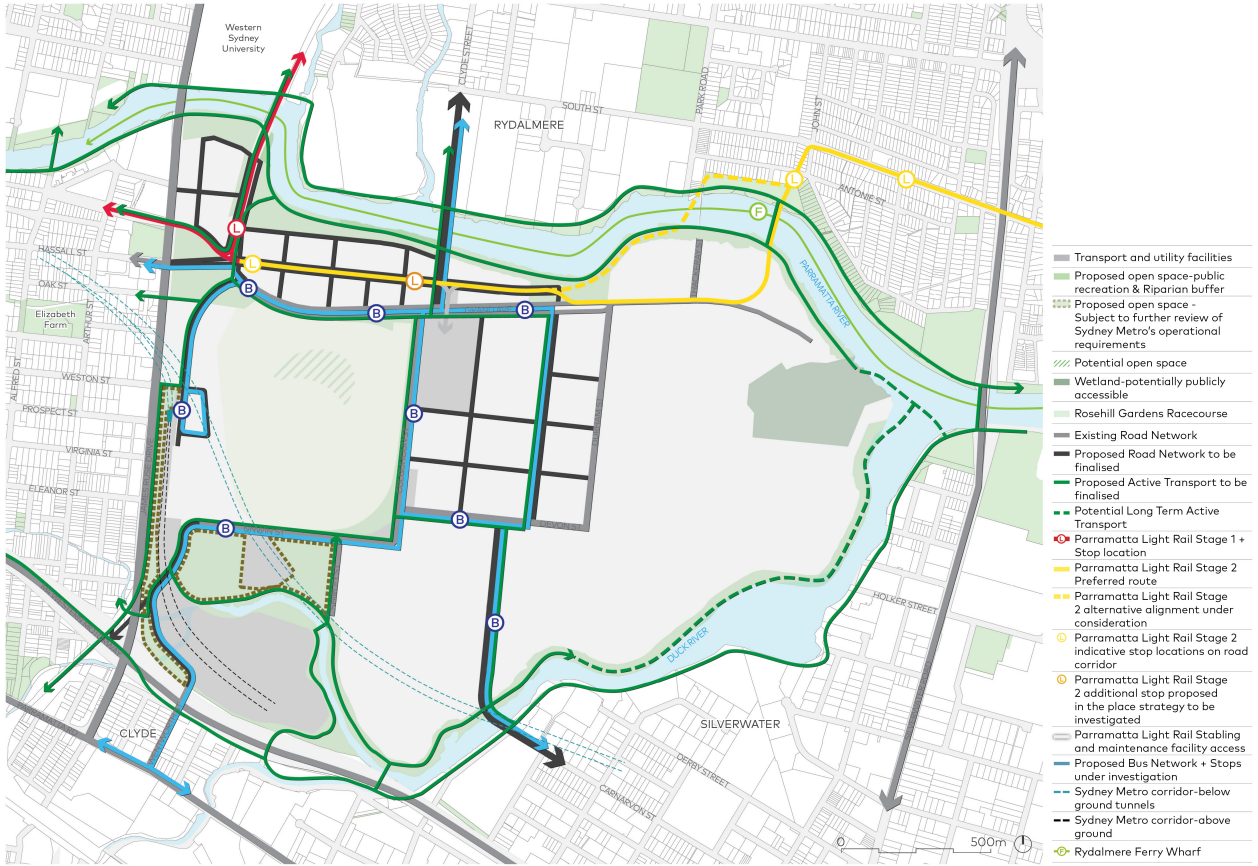 Western
Sydney
University
CLYDE STREET
SOUTH ST
PARK ROAD
JOHN ST
RYDALMERE
ANTONIE ST
L
L
F
L
HASSALL ST
L
L
OAK ST
B
B
B
PARRAMATTA RIVER
Elizabeth
Farm
ARTHUR ST
ALFRED ST
WESTON ST
PROSPECT ST
B
B
VIRGINIA ST
ELEANOR ST
B
B
DEVON ST
HOLKER STREET
B
DUCK RIVER
CLYDE
SILVERWATER
DERBY STREET
CARNARVON ST
0
500m
Transport and utility facilities
Proposed open space-public
recreation & Riparian buffer
Proposed open space -
Subject to further review of
Sydney Metro's operational
requirements
Potential open space
Wetland-potentially publicly
accessible
Rosehill Gardens Racecourse
Existing Road Network
Proposed Road Network to be
finalised
Proposed Active Transport to be
finalised
Potential Long Term Active
Transport
L
Parramatta Light Rail Stage 1 +
Stop location
Parramatta Light Rail Stage 2
Preferred route
Parramatta Light Rail Stage
2 alternative alignment under
consideration
L
Parramatta Light Rail Stage 2
indicative stop locations on road
corridor
L
Parramatta Light Rail Stage
2 additional stop proposed
in the place strategy to be
investigated
Parramatta Light Rail Stabling
and maintenance facility access
Proposed Bus Network + Stops
under investigation
Sydney Metro corridor-below
ground tunnels
Sydney Metro corridor-above
ground
F
Rydalmere Ferry Wharf